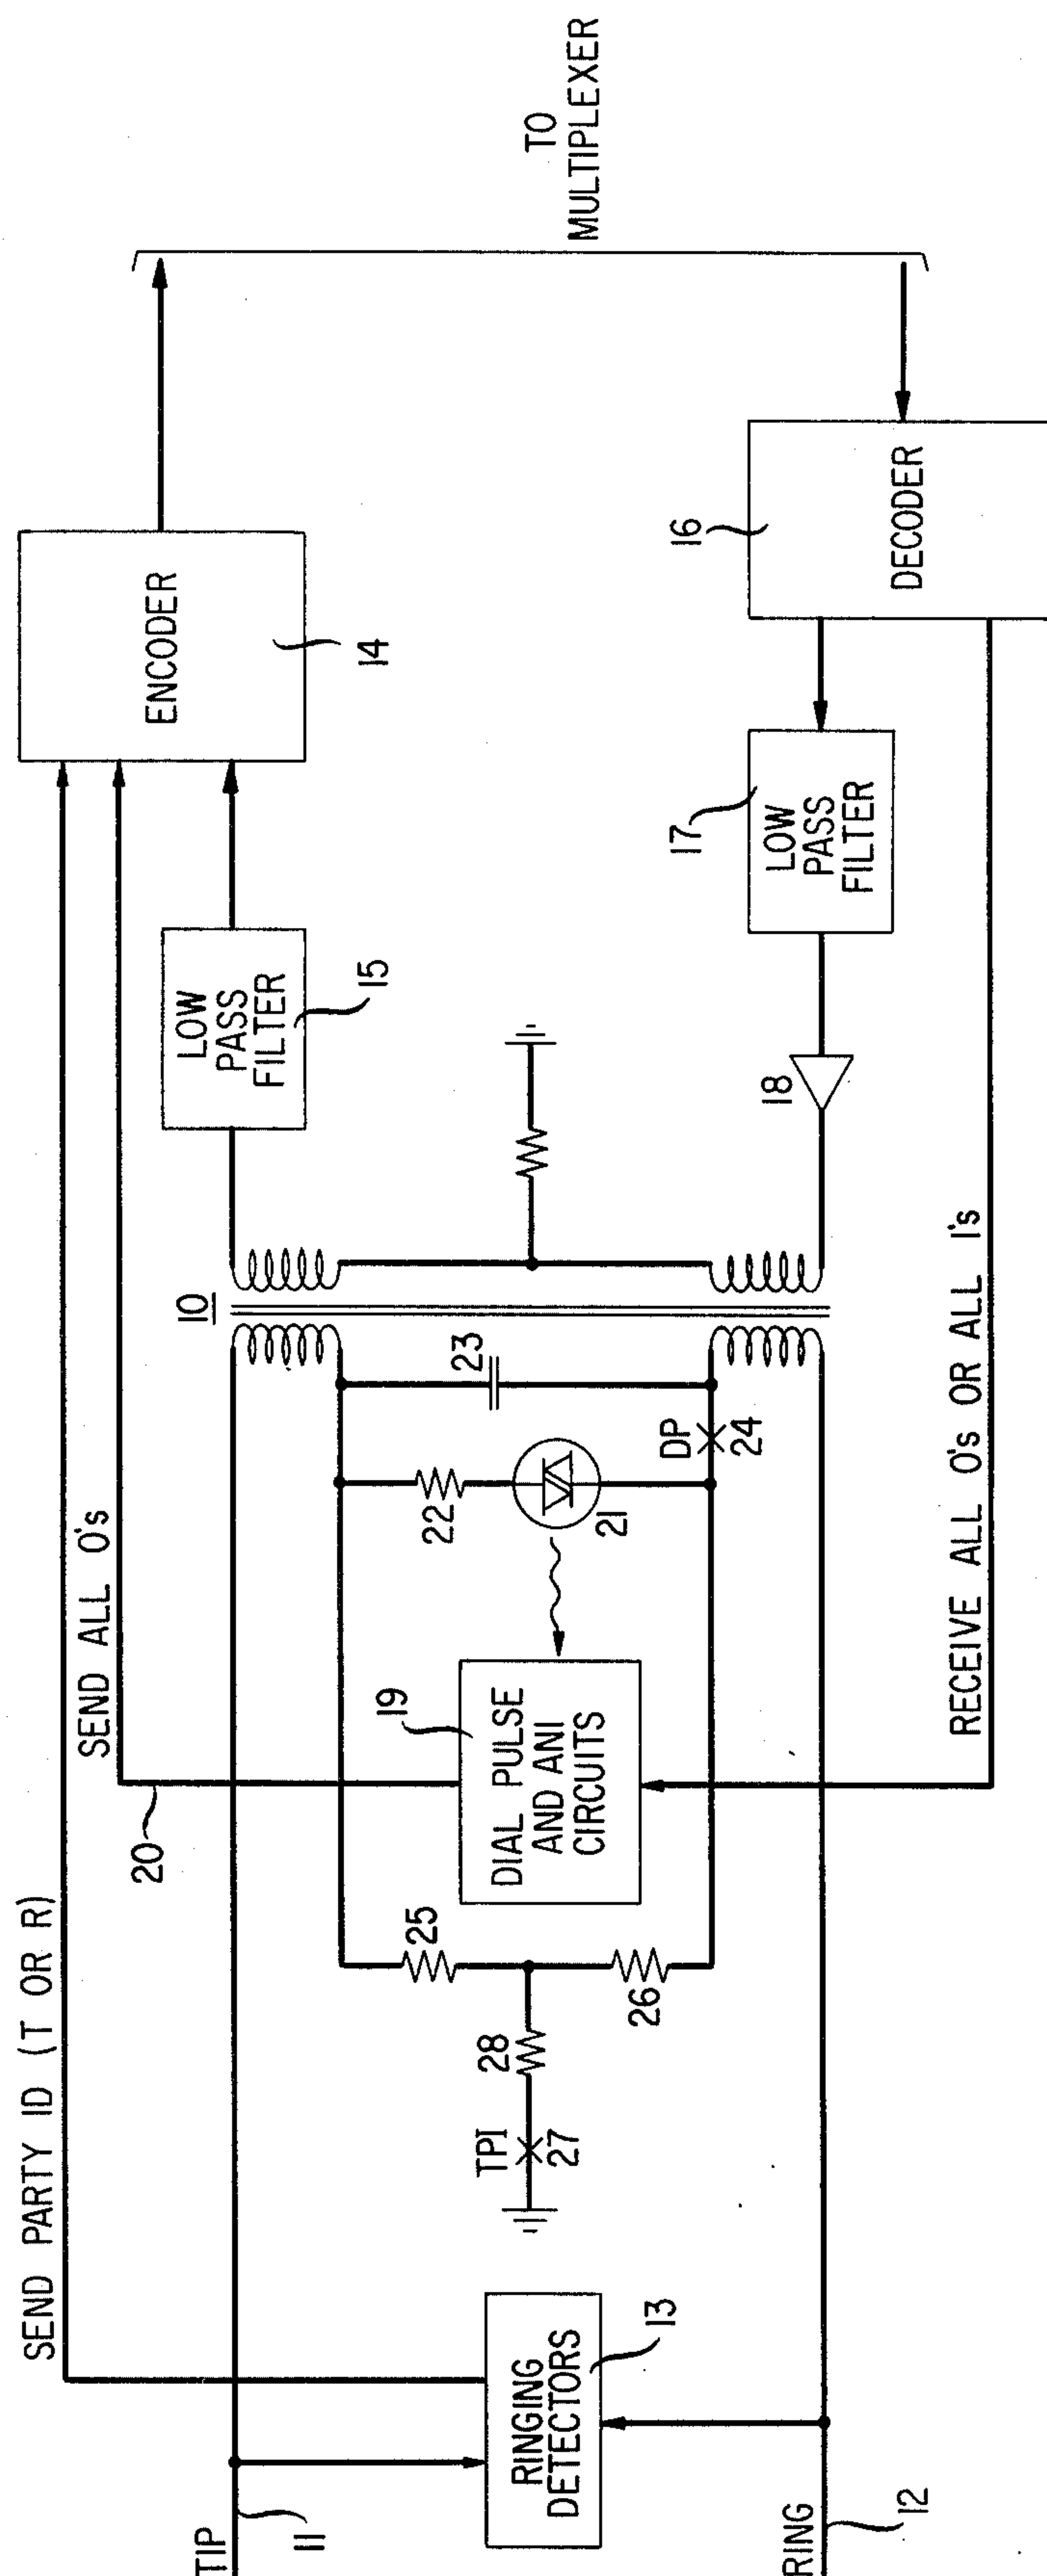 SEND PARTY ID (T OR R)
SEND ALL O's
20
TIP
11
RINGING
DETECTORS
13
RING
12
TPI
27
28
25
26
19
DIAL PULSE
AND ANI
CIRCUITS
22
21
23
DP
24
10
LOW
PASS
FILTER
15
ENCODER
14
18
LOW
PASS
FILTER
17
DECODER
16
RECEIVE ALL O's OR ALL 1's
TO
MULTIPLEXER